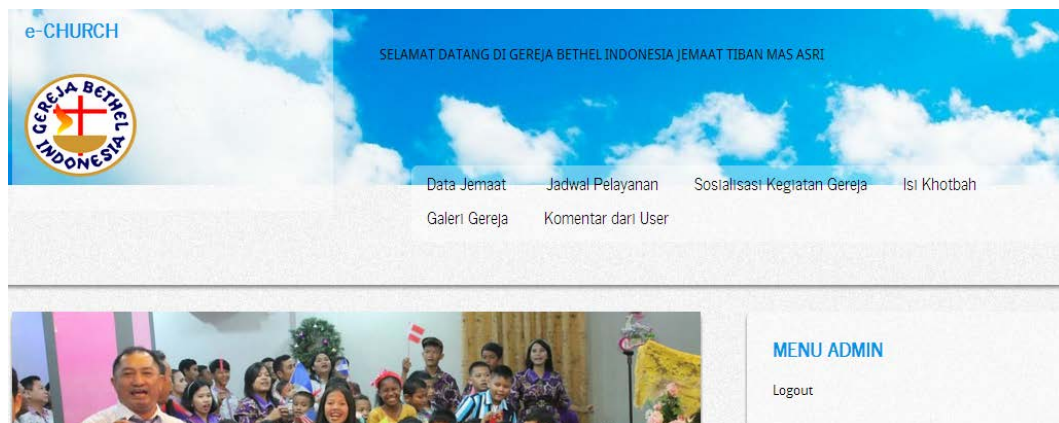 e-CHURCH
SELAMAT DATANG DI GEREJA BETHEL INDONESIA JEMAAT TIBAN MAS ASRI
GEREJA BETHEL INDONESIA
Data Jemaat Jadwal Pelayanan Sosialisasi Kegiatan Gereja Isi Khotbah
Galeri Gereja Komentar dari User
MENU ADMIN
Logout